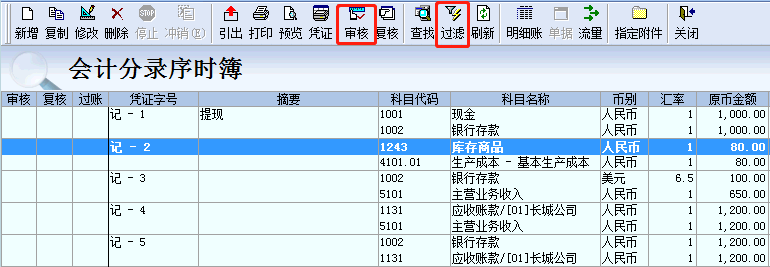 新增 复制 修改 删除 停止 冲销(E) 引出 打印 预览 凭证 审核 复核 查找 过滤 刷新 明细账 单据 流量 指定附件 关闭
会计分录序时簿
审核 复核 过账 凭证字号 摘要 科目代码 科目名称 币别 汇率 原币金额
记 - 1 提现 1001 现金 人民币 1 1,000.00
1002 银行存款 人民币 1 1,000.00
记 - 2 1243 库存商品 人民币 1 80.00
4101.01 生产成本 - 基本生产成本 人民币 1 80.00
记 - 3 1002 银行存款 美元 6.5 100.00
5101 主营业务收入 人民币 1 650.00
记 - 4 1131 应收账款/[01]长城公司 人民币 1 1,200.00
5101 主营业务收入 人民币 1 1,200.00
记 - 5 1002 银行存款 人民币 1 1,200.00
1131 应收账款/[01]长城公司 人民币 1 1,200.00